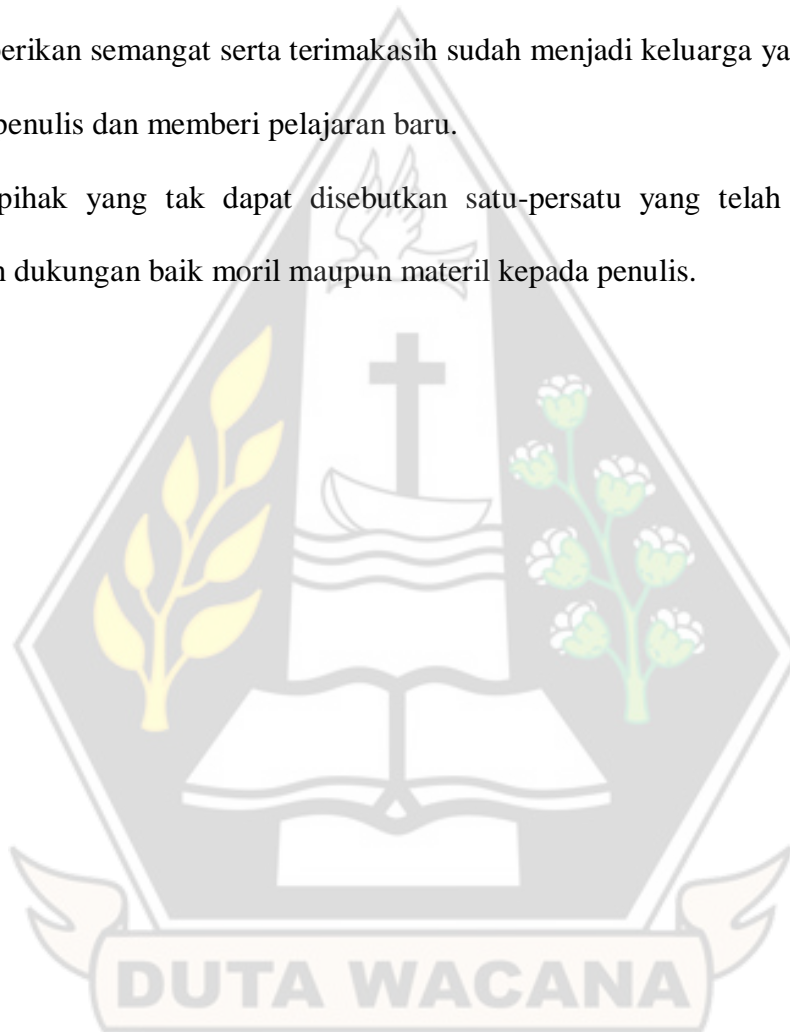 berikan semangat serta terimakasih sudah menjadi keluarga ya
penulis dan memberi pelajaran baru.
pihak yang tak dapat disebutkan satu-persatu yang telah
n dukungan baik moril maupun materil kepada penulis.
DUTA WACANA